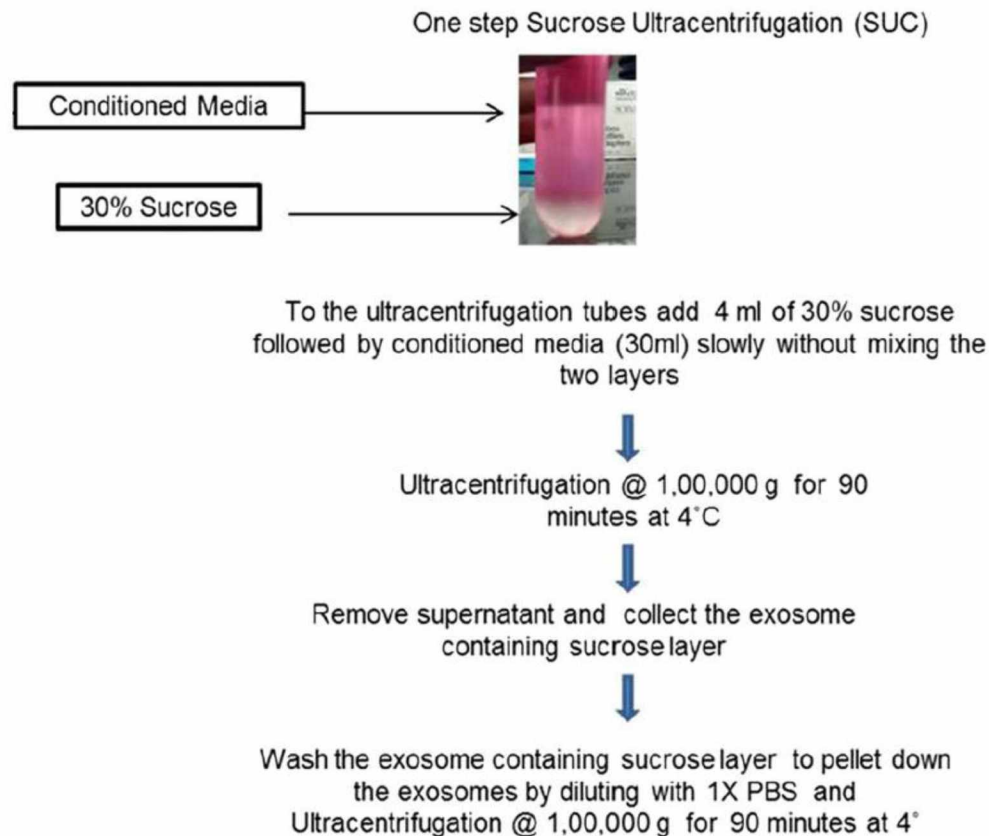 One step Sucrose Ultracentrifugation (SUC)
Conditioned Media
30% Sucrose
To the ultracentrifugation tubes add 4 ml of 30% sucrose
followed by conditioned media (30ml) slowly without mixing the
two layers
Ultracentrifugation @ 1,00,000 g for 90
minutes at 4°C
Remove supernatant and collect the exosome
containing sucrose layer
Wash the exosome containing sucrose layer to pellet down
the exosomes by diluting with 1X PBS and
Ultracentrifugation @ 1,00,000 g for 90 minutes at 4°